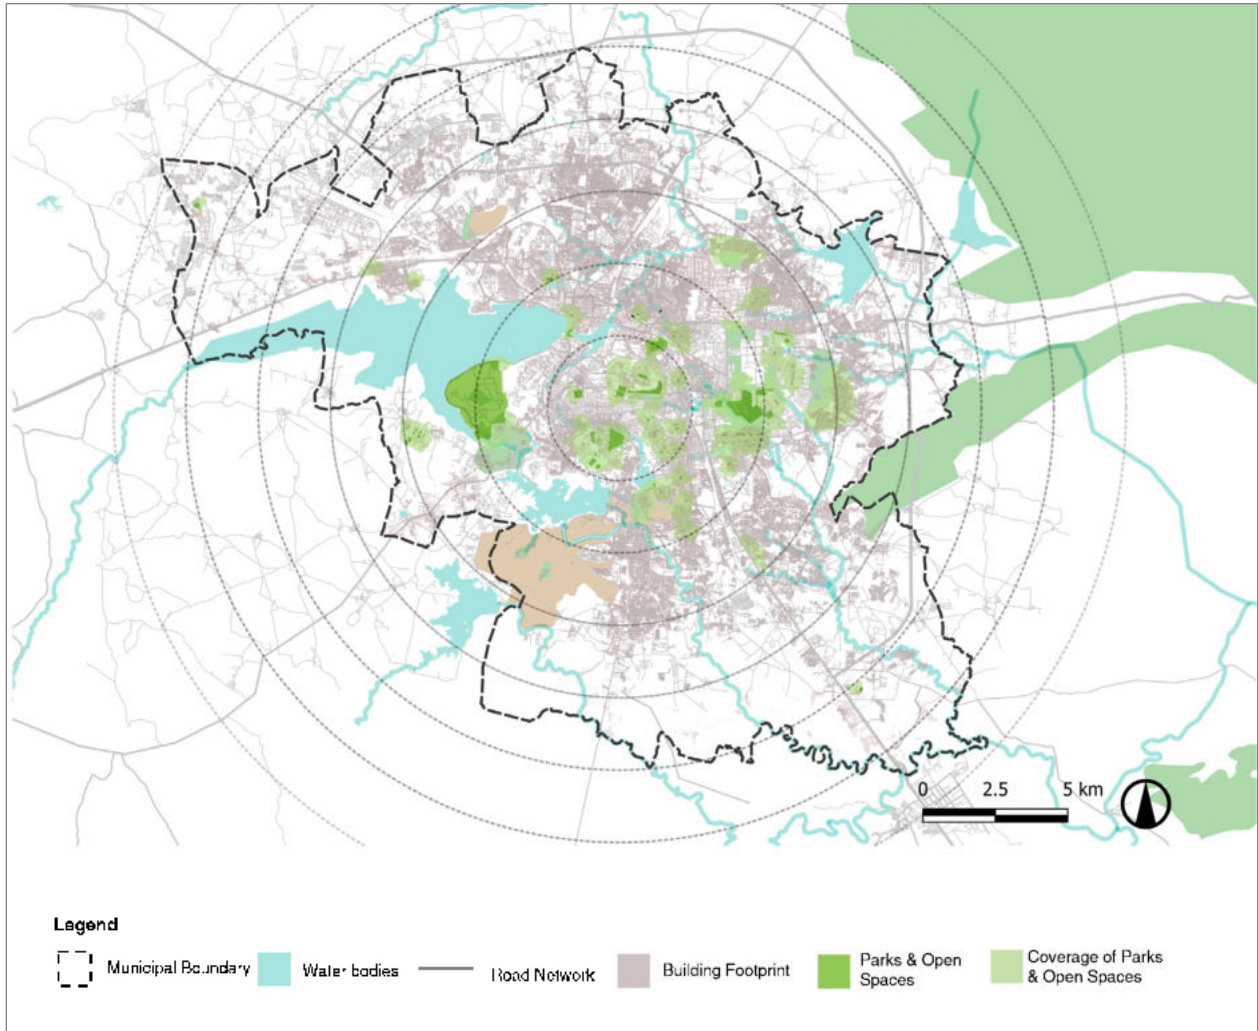 0 2.5 5 km
Legend
Municipal Boundary
Water bodies
Road Network
Building Footprint
Parks & Open
Spaces
Coverage of Parks
& Open Spaces